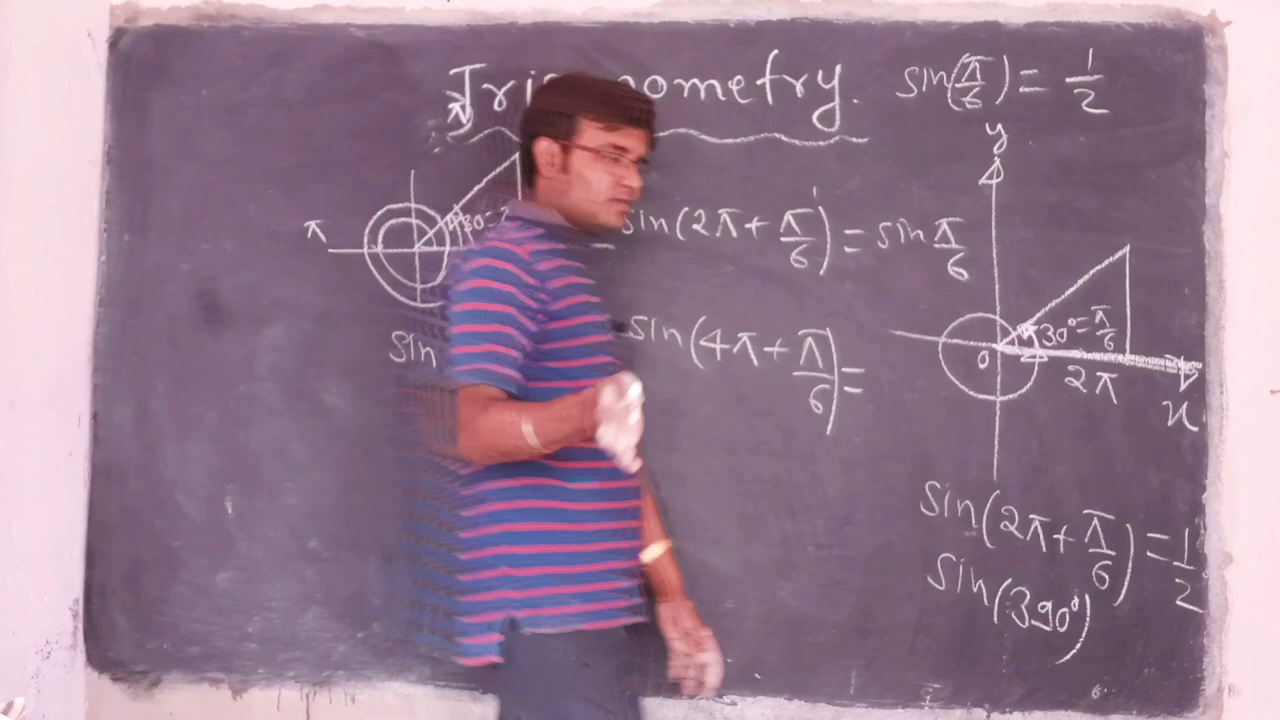 Trigonometry.
sin(π/6) = 1/2
y
π
30° =
sin(2π + π/6) = sin π/6
sin
sin(4π + π/6) =
30° = π/6
0
2π
x
sin(2π + π/6) = 1/2
sin(390°)